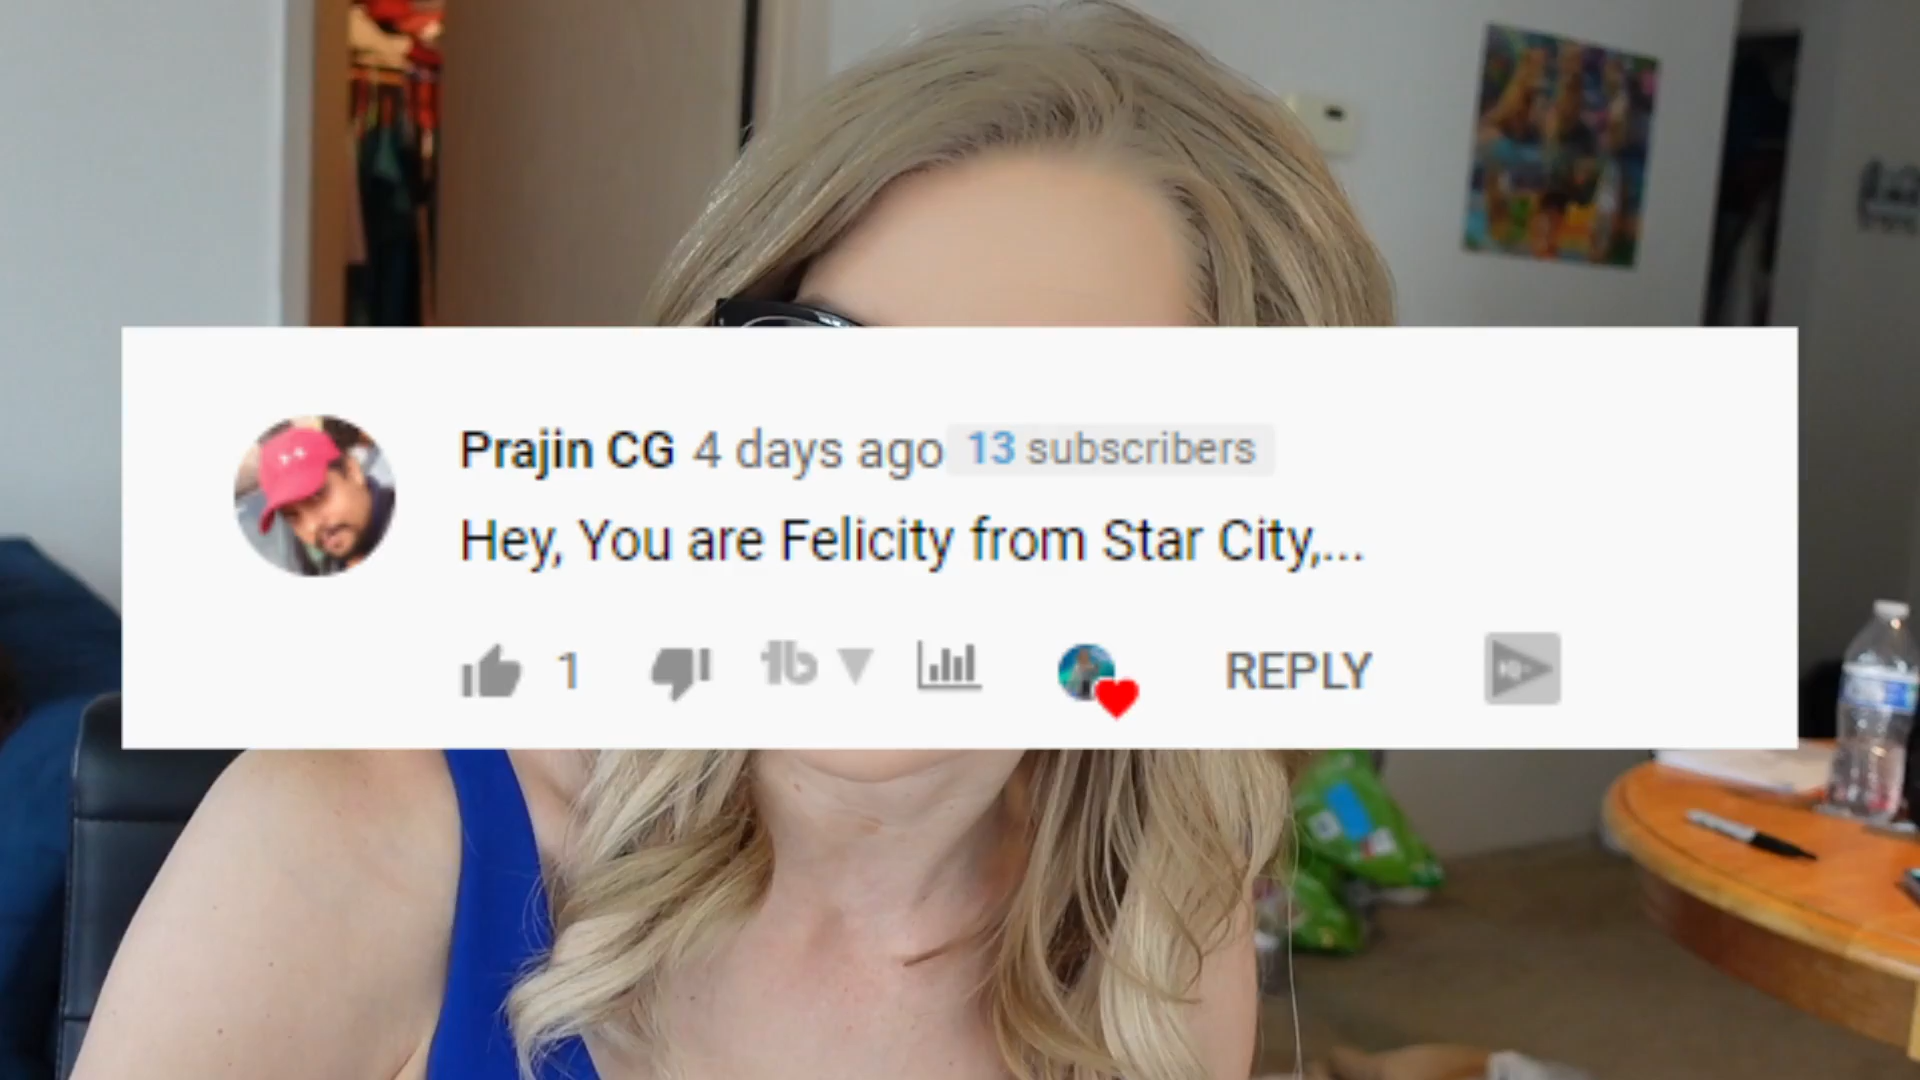 Prajin CG 4 days ago 13 subscribers
Hey, You are Felicity from Star City,...
1 REPLY